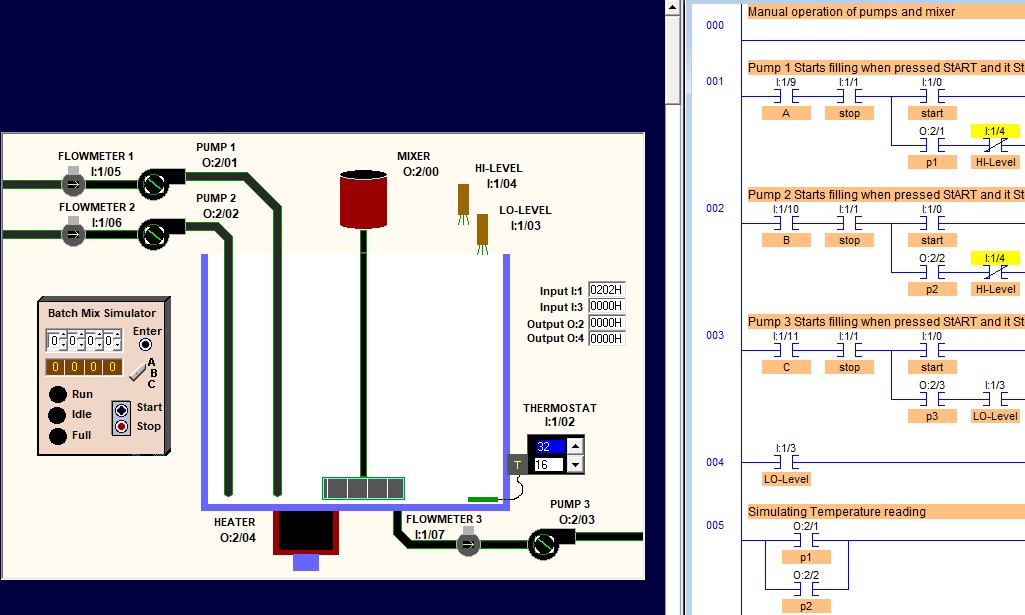 FLOWMETER 1
I:1/05
PUMP 1
O:2/01
FLOWMETER 2
I:1/06
PUMP 2
O:2/02
MIXER
O:2/00
HI-LEVEL
I:1/04
LO-LEVEL
I:1/03
Input I:1 0202H
Input I:3 0000H
Output O:2 0000H
Output O:4 0000H
Batch Mix Simulator
0 0 0 0
Enter
0 0 0 0
A
B
C
Run
Idle
Full
Start
Stop
THERMOSTAT
I:1/02
32
16
T
HEATER
O:2/04
FLOWMETER 3
I:1/07
PUMP 3
O:2/03
000
Manual operation of pumps and mixer
001
Pump 1 Starts filling when pressed StART and it St
I:1/9 I:1/1 I:1/0
A stop start
O:2/1 I:1/4
p1 HI-Level
002
Pump 2 Starts filling when pressed StART and it St
I:1/10 I:1/1 I:1/0
B stop start
O:2/2 I:1/4
p2 HI-Level
003
Pump 3 Starts filling when pressed StART and it St
I:1/11 I:1/1 I:1/0
C stop start
O:2/3 I:1/3
p3 LO-Level
004
I:1/3
LO-Level
005
Simulating Temperature reading
O:2/1
p1
O:2/2
p2